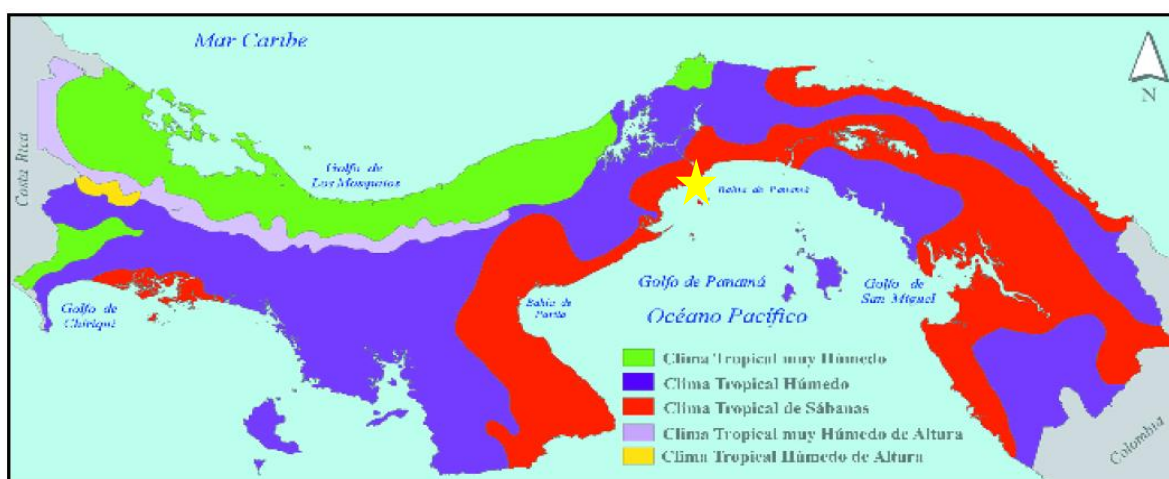 Mar Caribe
N
Costa Rica
Golfo de
Los Mosquitos
Bahía de Panamá
Golfo de Panamá
Golfo de
San Miguel
Golfo de
Chiriquí
Bahía de
Parita
Océano Pacífico
Clima Tropical muy Húmedo
Clima Tropical Húmedo
Clima Tropical de Sábanas
Clima Tropical muy Húmedo de Altura
Clima Tropical Húmedo de Altura
Colombia